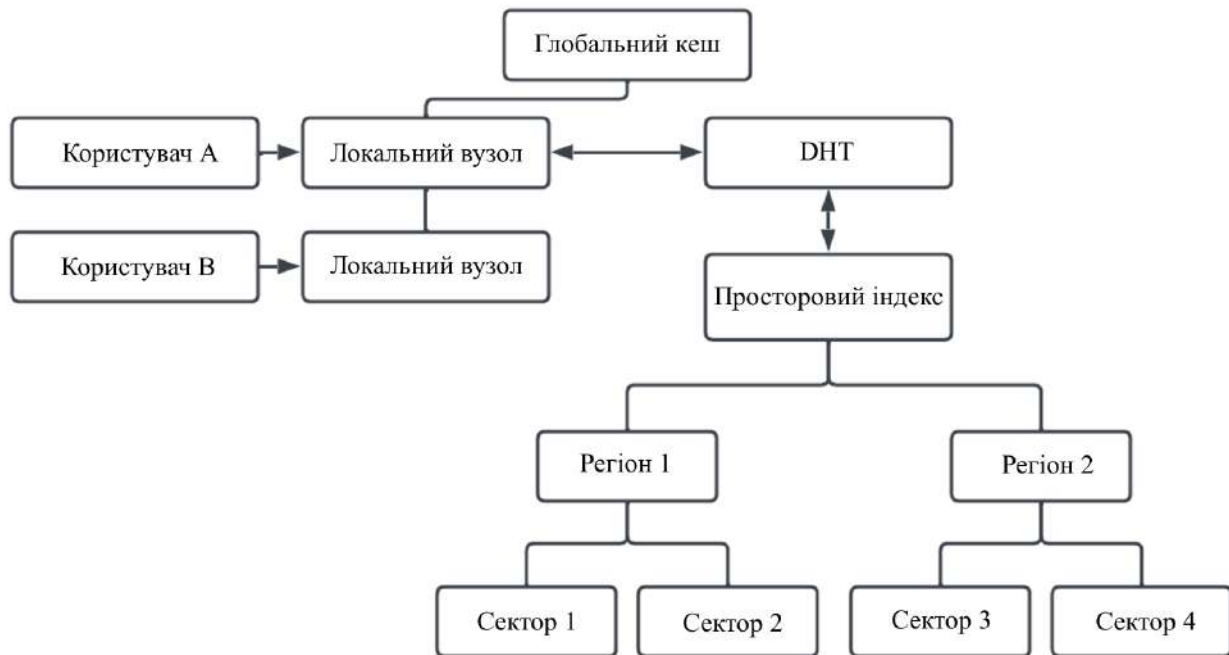 Глобальний кеш
Користувач А
Локальний вузол
DHT
Користувач В
Локальний вузол
Просторовий індекс
Регіон 1
Регіон 2
Сектор 1
Сектор 2
Сектор 3
Сектор 4